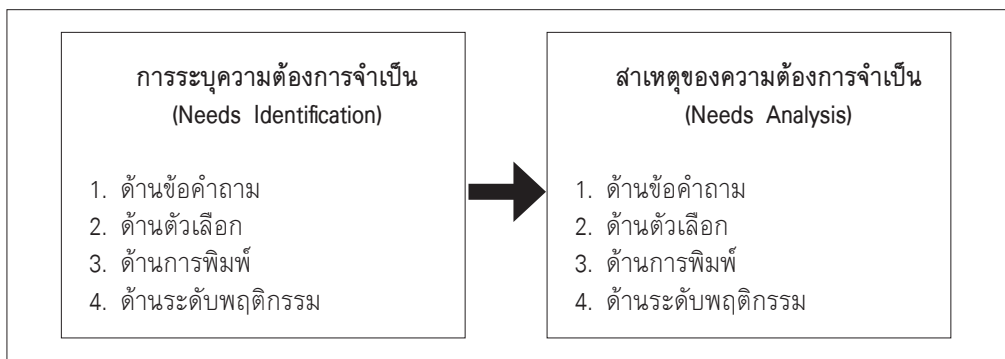 การระบุความต้องการจำเป็น
(Needs Identification)
1. ด้านข้อคำถาม
2. ด้านตัวเลือก
3. ด้านการพิมพ์
4. ด้านระดับพฤติกรรม
สาเหตุของความต้องการจำเป็น
(Needs Analysis)
1. ด้านข้อคำถาม
2. ด้านตัวเลือก
3. ด้านการพิมพ์
4. ด้านระดับพฤติกรรม